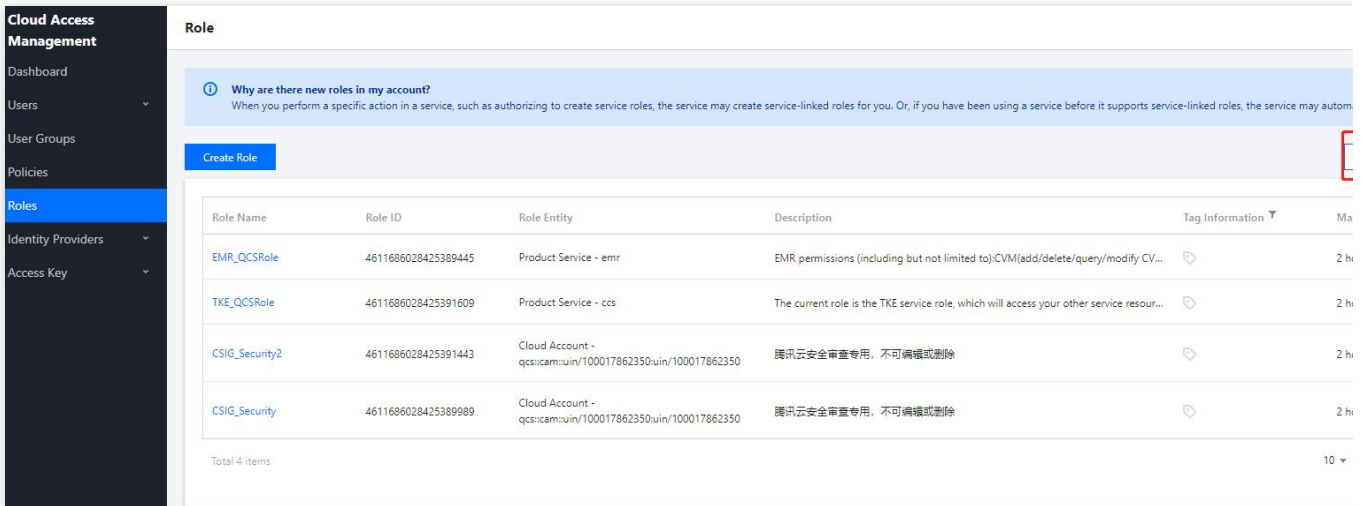 Cloud Access
Management
Dashboard
Users
User Groups
Policies
Roles
Identity Providers
Access Key
Role
Why are there new roles in my account?
When you perform a specific action in a service, such as authorizing to create service roles, the service may create service-linked roles for you. Or, if you have been using a service before it supports service-linked roles, the service may autom
Create Role
Role Name Role ID Role Entity Description Tag Information Ma
EMR_QCSRole 4611686028425389445 Product Service - emr EMR permissions (including but not limited to):CVM(add/delete/query/modify CV... 2 h
TKE_QCSRole 4611686028425391609 Product Service - ccs The current role is the TKE service role, which will access your other service resour... 2 h
CSIG_Security2 4611686028425391443 Cloud Account -
qcs::cam::uin/100017862350:uin/100017862350 腾讯云安全审查专用，不可编辑或删除 2 h
CSIG_Security 4611686028425389989 Cloud Account -
qcs::cam::uin/100017862350:uin/100017862350 腾讯云安全审查专用，不可编辑或删除 2 h
Total 4 items 10